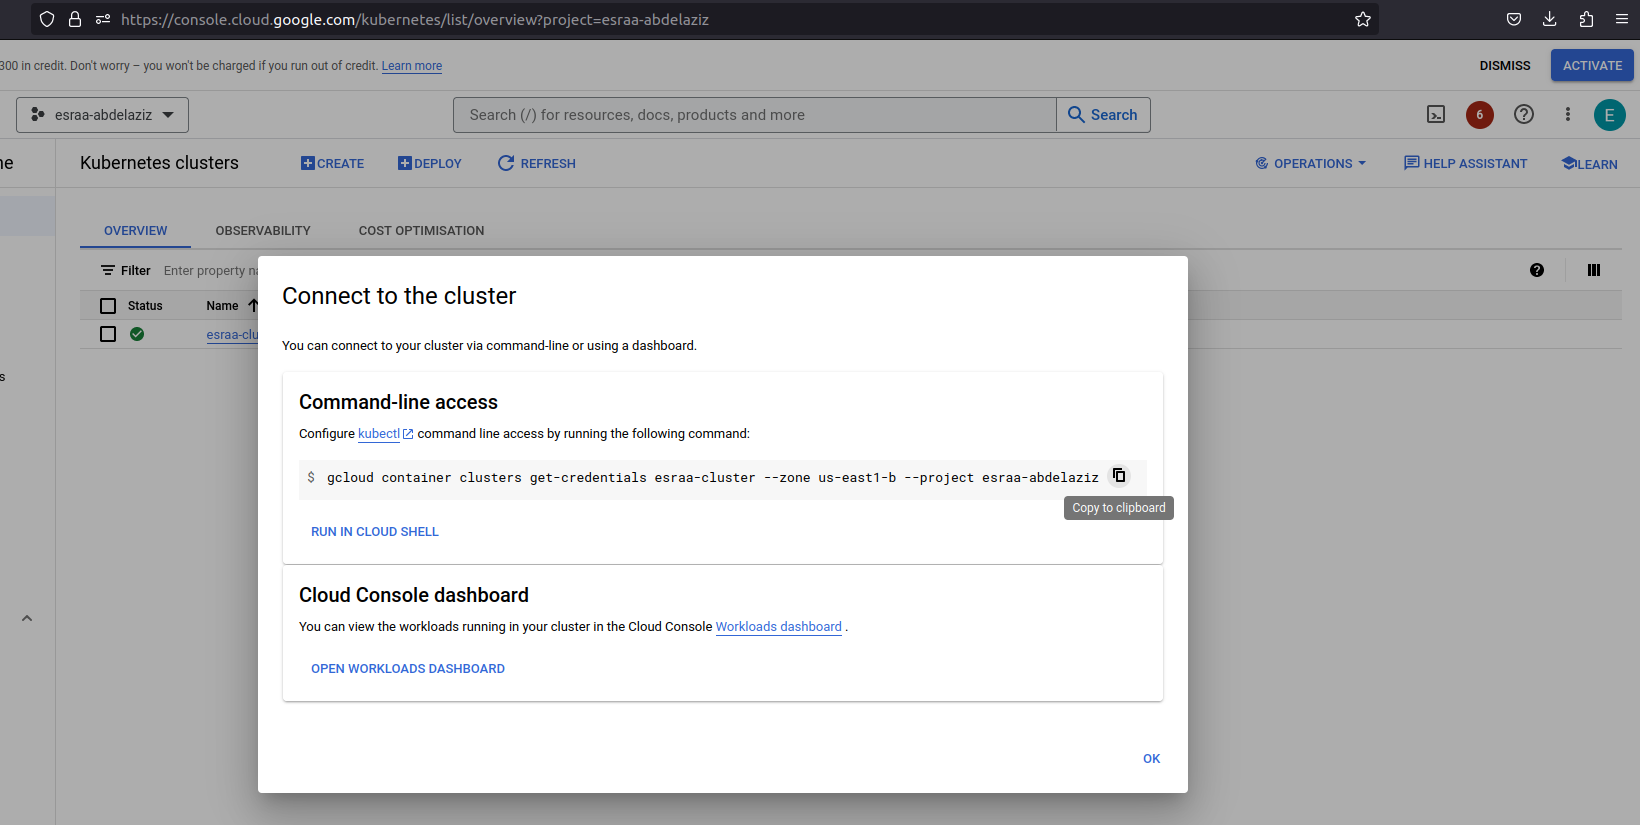 https://console.cloud.google.com/kubernetes/list/overview?project=esraa-abdelaziz
300 in credit. Don't worry – you won't be charged if you run out of credit. Learn more
DISMISS
ACTIVATE
esraa-abdelaziz
Search (/) for resources, docs, products and more
Search
6
E
ne
Kubernetes clusters
CREATE
DEPLOY
REFRESH
OPERATIONS
HELP ASSISTANT
LEARN
OVERVIEW
OBSERVABILITY
COST OPTIMISATION
Filter
Enter property na
Status
Name
esraa-clu
s
Connect to the cluster
You can connect to your cluster via command-line or using a dashboard.
Command-line access
Configure kubectl command line access by running the following command:
$ gcloud container clusters get-credentials esraa-cluster --zone us-east1-b --project esraa-abdelaziz
Copy to clipboard
RUN IN CLOUD SHELL
Cloud Console dashboard
You can view the workloads running in your cluster in the Cloud Console Workloads dashboard .
OPEN WORKLOADS DASHBOARD
OK